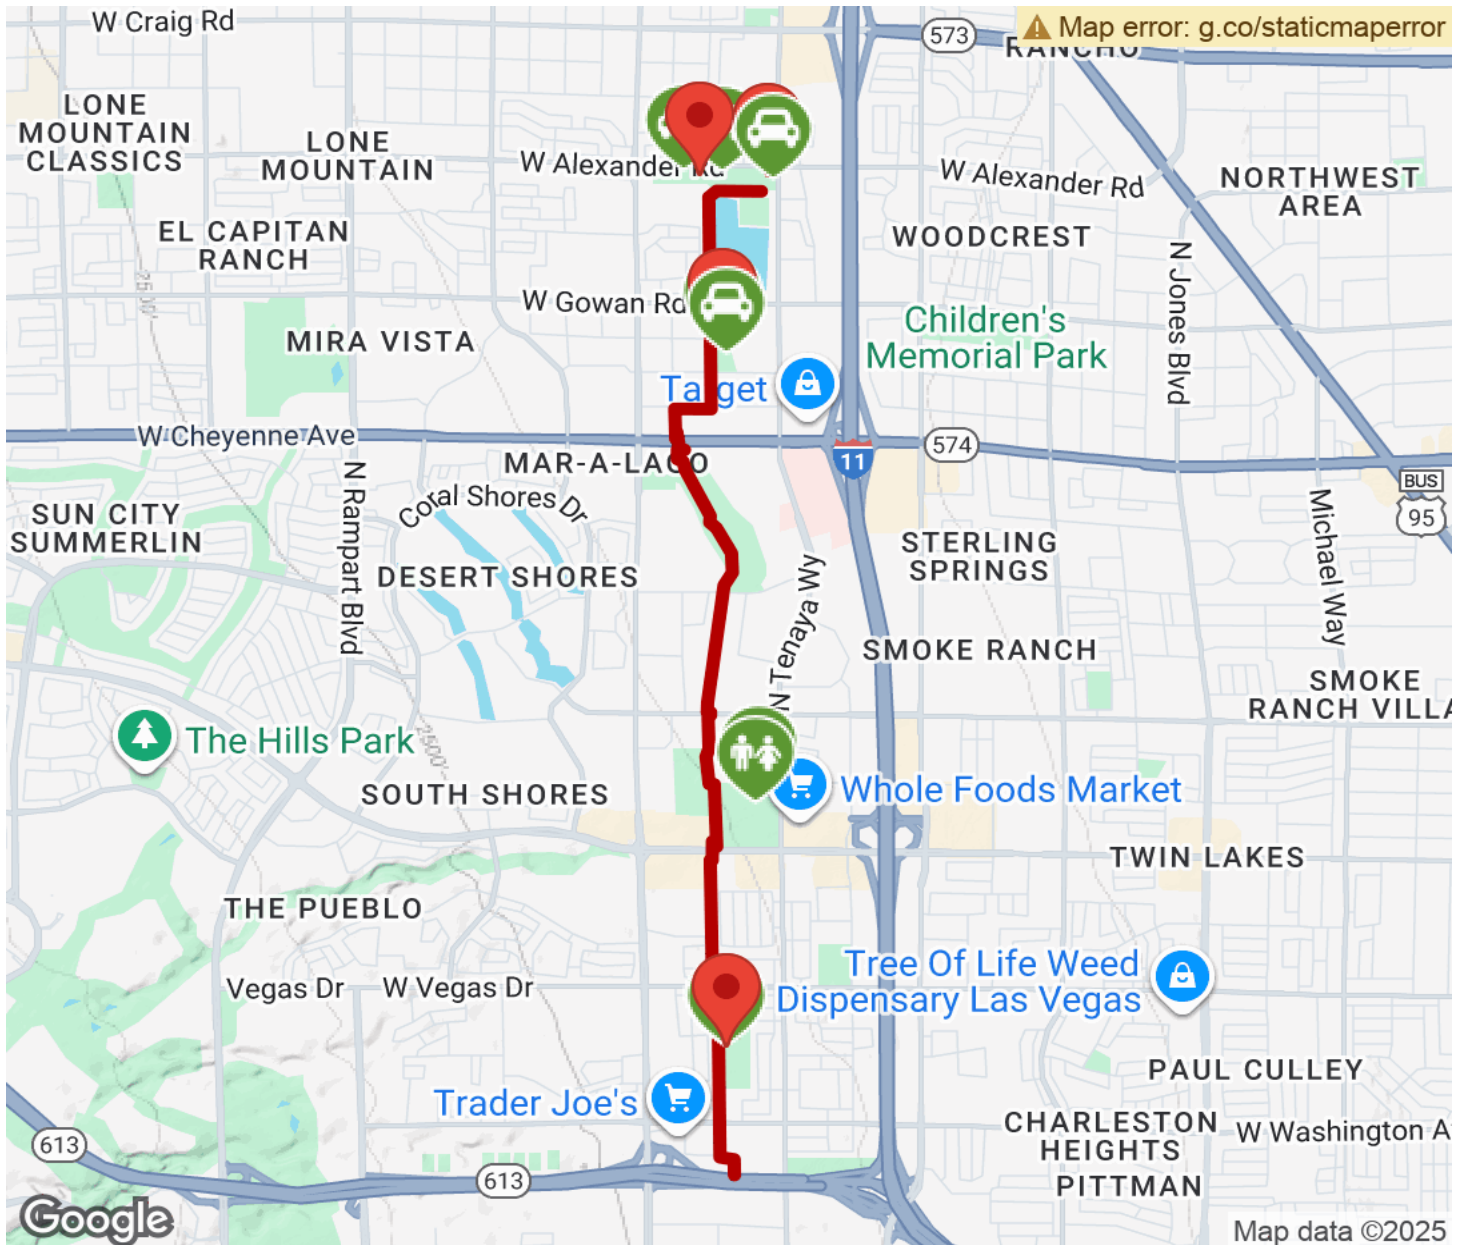 W Craig Rd
573
Map error: g.co/staticmaperror
RANCHO
LONE
MOUNTAIN
CLASSICS
LONE
MOUNTAIN
W Alexander Rd
W Alexander Rd
NORTHWEST
AREA
EL CAPITAN
RANCH
WOODCREST
N Jones Blvd
2500'
W Gowan Rd
MIRA VISTA
Children's
Memorial Park
Target
W Cheyenne Ave
574
11
MAR-A-LAGO
BUS
95
N Rampart Blvd
Coral Shores Dr
SUN CITY
SUMMERLIN
Michael Way
STERLING
SPRINGS
DESERT SHORES
N Tenaya Wy
SMOKE RANCH
SMOKE
RANCH VILLA
The Hills Park
2500'
SOUTH SHORES
Whole Foods Market
TWIN LAKES
THE PUEBLO
Vegas Dr
W Vegas Dr
Tree Of Life Weed
Dispensary Las Vegas
PAUL CULLEY
Trader Joe's
CHARLESTON
HEIGHTS
PITTMAN
W Washington A
613
613
Google
Map data ©2025